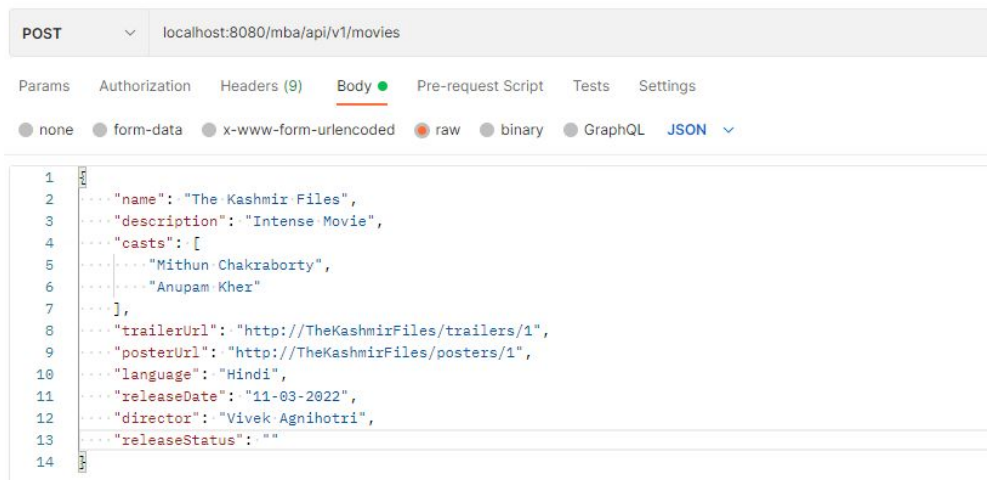 POST localhost:8080/mba/api/v1/movies
Params Authorization Headers (9) Body Pre-request Script Tests Settings
none form-data x-www-form-urlencoded raw binary GraphQL JSON
1 {
2 "name": "The Kashmir Files",
3 "description": "Intense Movie",
4 "casts": [
5 "Mithun Chakraborty",
6 "Anupam Kher"
7 ],
8 "trailerUrl": "http://TheKashmirFiles/trailers/1",
9 "posterUrl": "http://TheKashmirFiles/posters/1",
10 "language": "Hindi",
11 "releaseDate": "11-03-2022",
12 "director": "Vivek Agnihotri",
13 "releaseStatus": ""
14 }